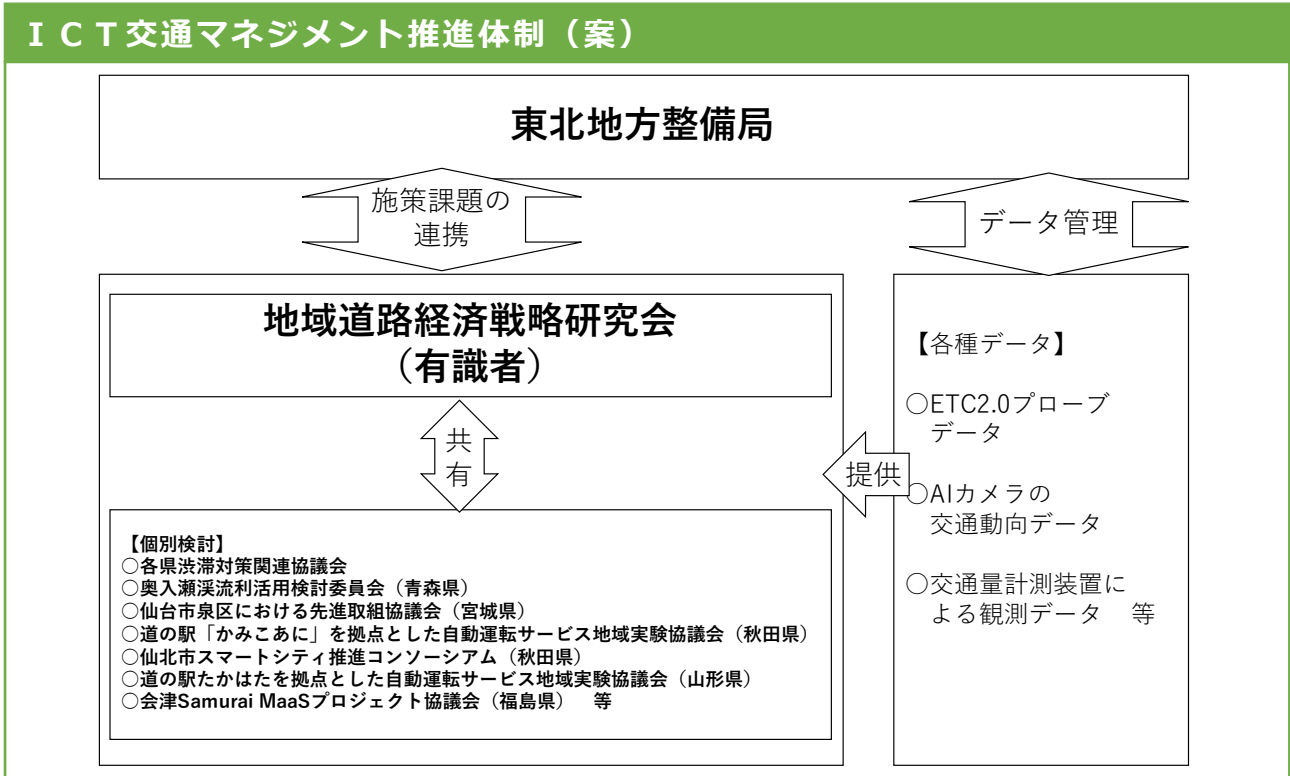 ＩＣＴ交通マネジメント推進体制（案）
東北地方整備局
施策課題の
連携
データ管理
地域道路経済戦略研究会
（有識者）
共
有
【個別検討】
○各県渋滞対策関連協議会
○奥入瀬渓流利活用検討委員会（青森県）
○仙台市泉区における先進取組協議会（宮城県）
○道の駅「かみこあに」を拠点とした自動運転サービス地域実験協議会（秋田県）
○仙北市スマートシティ推進コンソーシアム（秋田県）
○道の駅たかはたを拠点とした自動運転サービス地域実験協議会（山形県）
○会津Samurai MaaSプロジェクト協議会（福島県）　等
提供
【各種データ】
○ETC2.0プローブ
データ
○AIカメラの
交通動向データ
○交通量計測装置に
よる観測データ　等